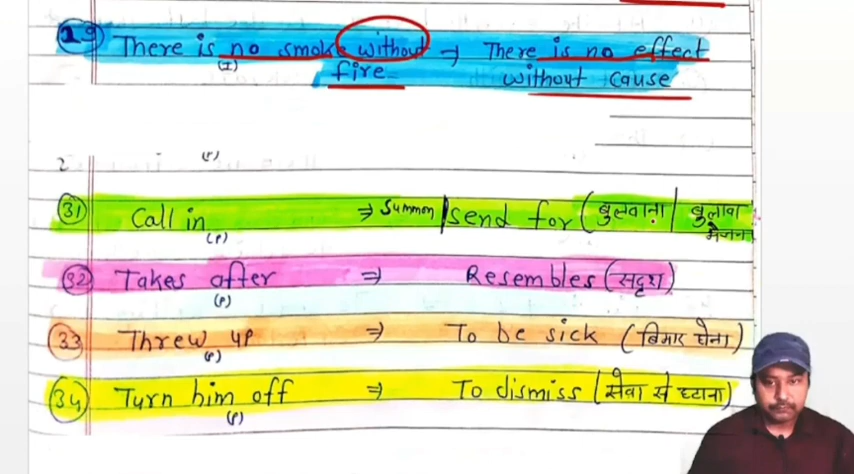 29 There is no smoke without → There is no effect
(I) fire without cause
2 (P)
31 Call in ⇒ Summon / send for (बुलवाना / बुलावा
(P) भेजना
32 Takes after ⇒ Resembles (सदृश)
(P)
33 Threw up ⇒ To be sick (बिमार होना)
(P)
34 Turn him off ⇒ To dismiss (सेवा से हटाना)
(P)